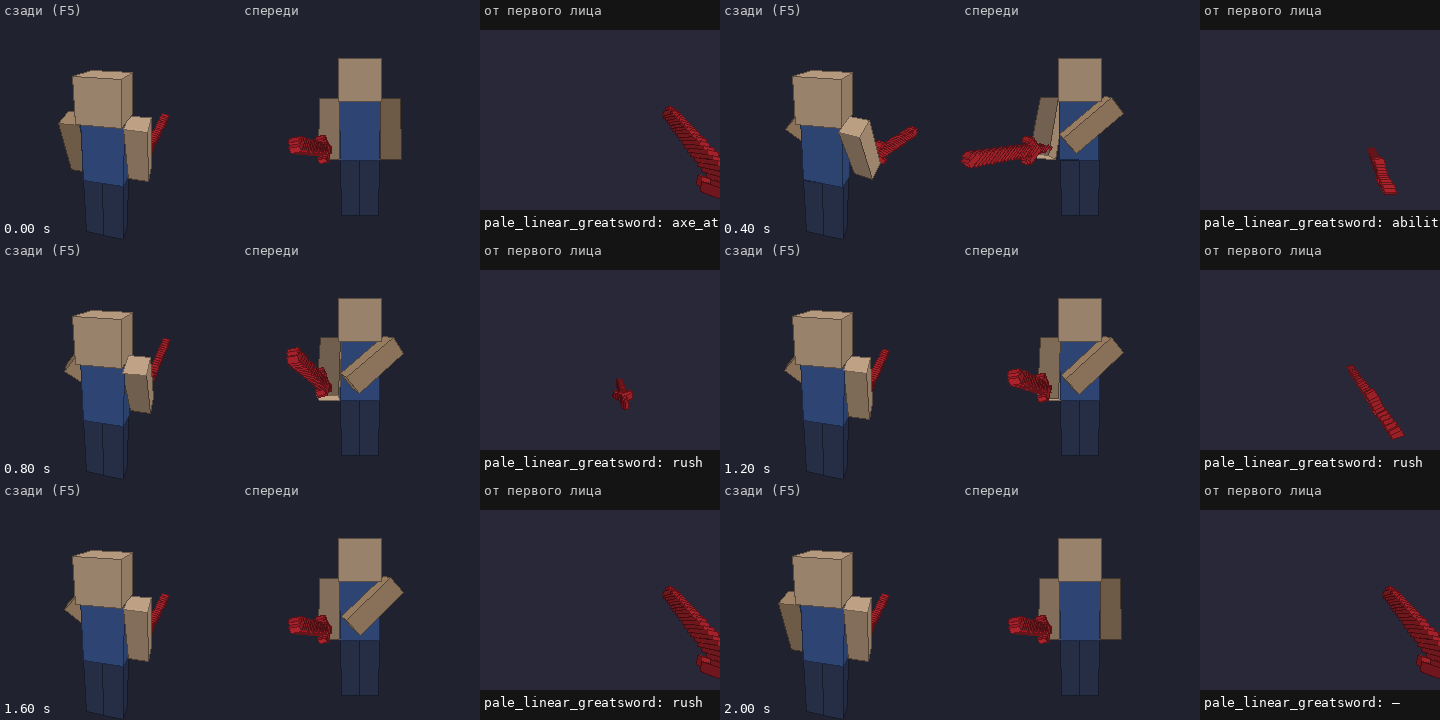 сзади (F5) спереди от первого лица сзади (F5) спереди от первого лица
0.00 s pale_linear_greatsword: axe_at 0.40 s pale_linear_greatsword: abilit
сзади (F5) спереди от первого лица сзади (F5) спереди от первого лица
0.80 s pale_linear_greatsword: rush 1.20 s pale_linear_greatsword: rush
сзади (F5) спереди от первого лица сзади (F5) спереди от первого лица
1.60 s pale_linear_greatsword: rush 2.00 s pale_linear_greatsword: —